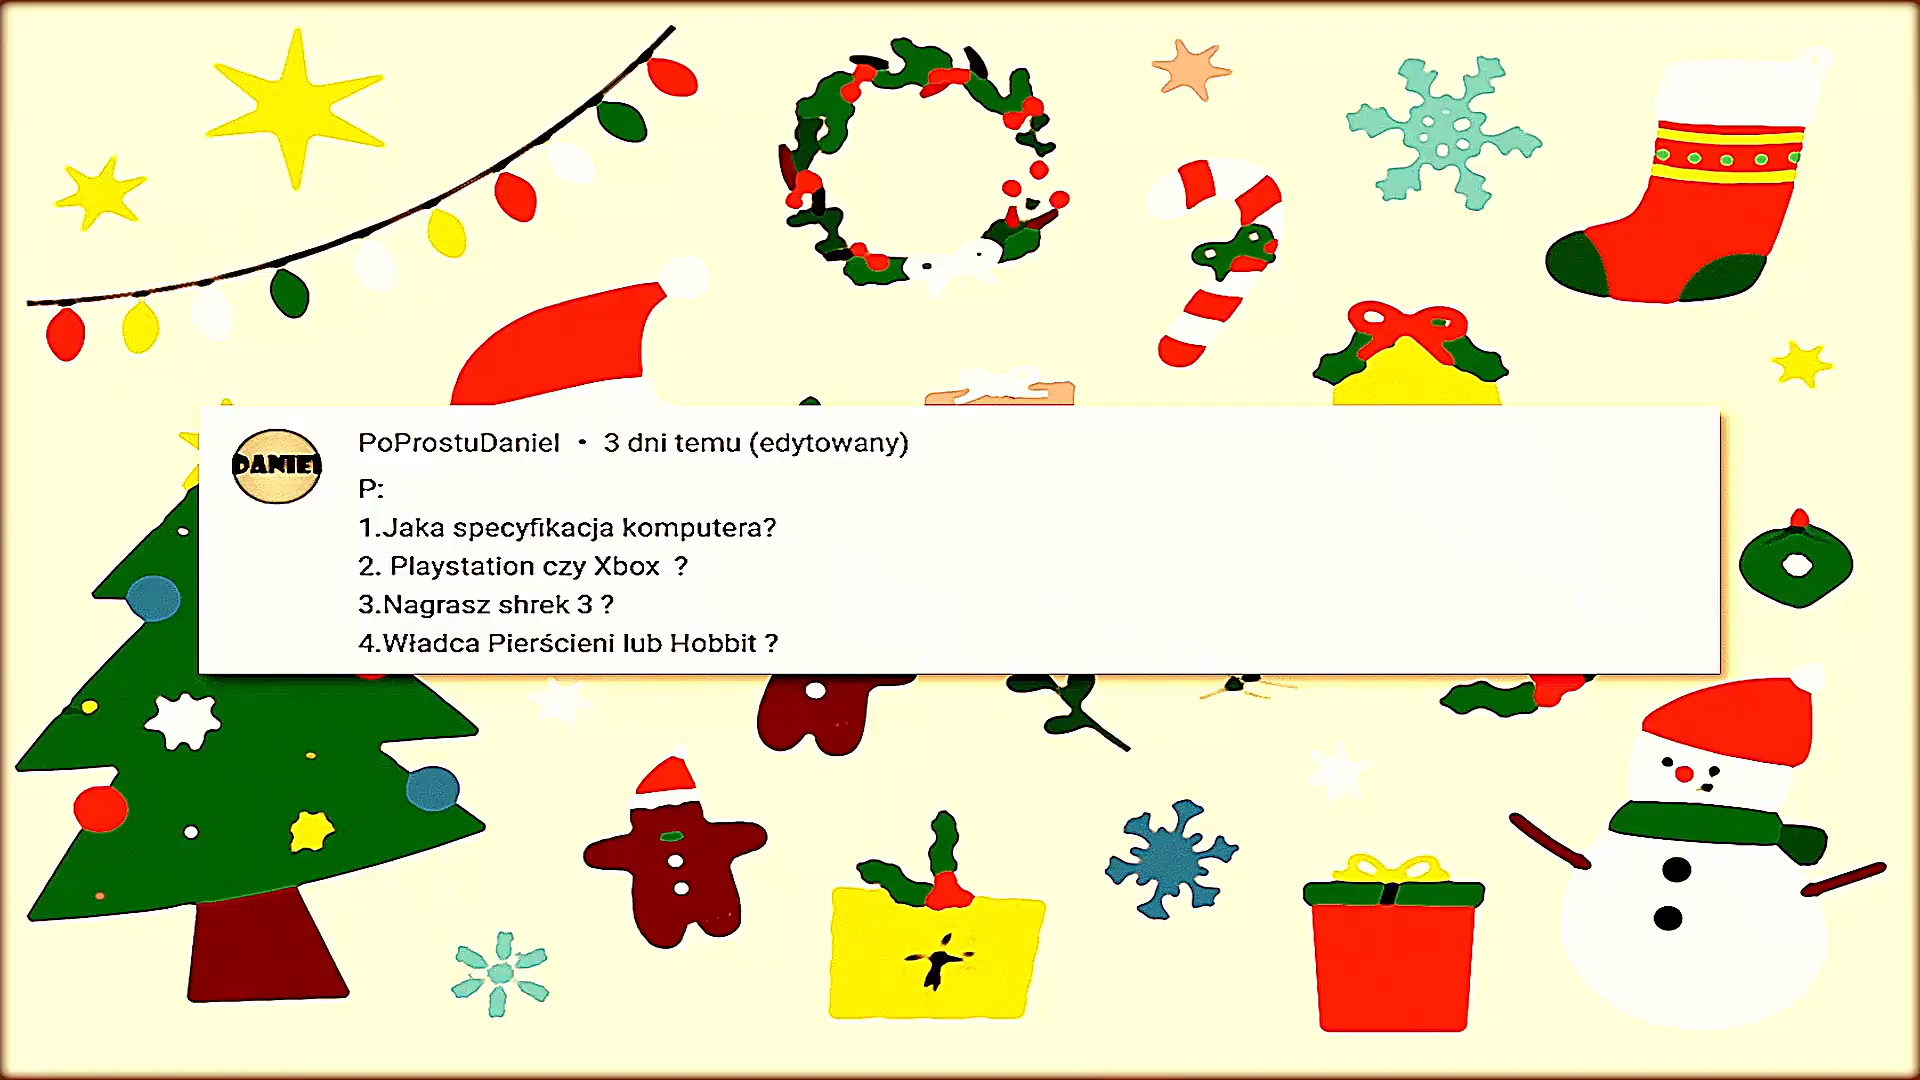 DANIEL
PoProstuDaniel • 3 dni temu (edytowany)
P:
1.Jaka specyfikacja komputera?
2. Playstation czy Xbox  ?
3.Nagrasz shrek 3 ?
4.Władca Pierścieni lub Hobbit ?